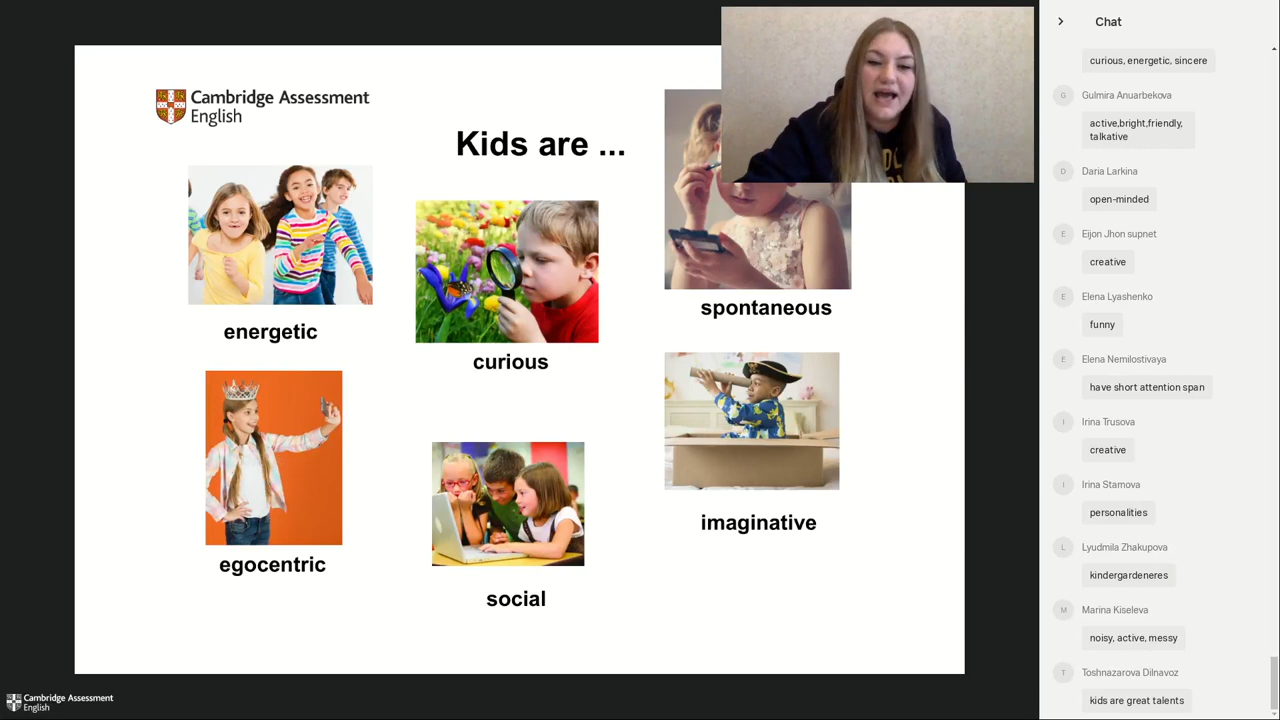 Cambridge Assessment
English
Kids are ...
energetic
curious
spontaneous
egocentric
social
imaginative
Cambridge Assessment
English
Chat
curious, energetic, sincere
Gulmira Anuarbekova
active,bright,friendly,
talkative
Daria Larkina
open-minded
Eijon Jhon supnet
creative
Elena Lyashenko
funny
Elena Nemilostivaya
have short attention span
Irina Trusova
creative
Irina Stamova
personalities
Lyudmila Zhakupova
kindergardeneres
Marina Kiseleva
noisy, active, messy
Toshnazarova Dilnavoz
kids are great talents
G
D
E
E
E
I
I
L
M
T